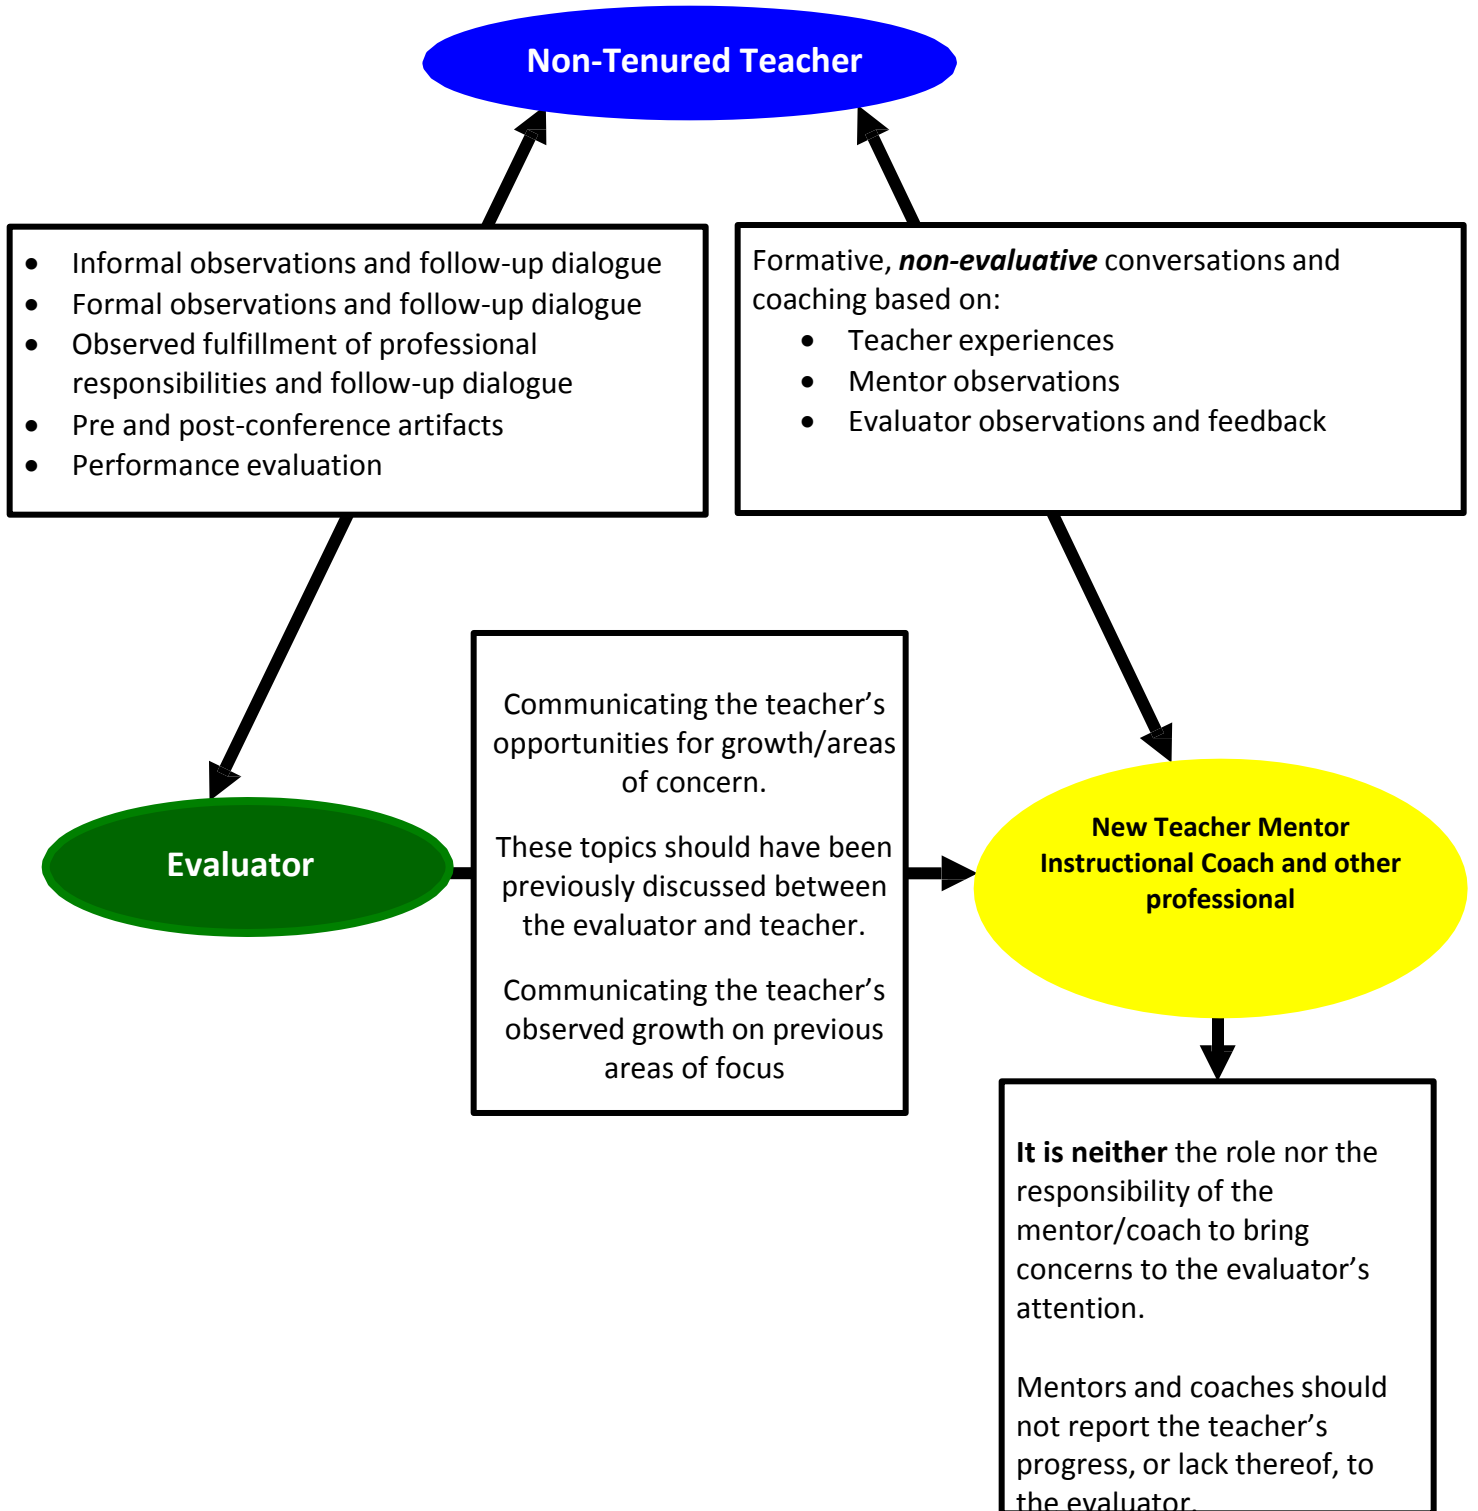 Non-Tenured Teacher
• Informal observations and follow-up dialogue
• Formal observations and follow-up dialogue
• Observed fulfillment of professional
responsibilities and follow-up dialogue
• Pre and post-conference artifacts
• Performance evaluation
Formative, non-evaluative conversations and
coaching based on:
• Teacher experiences
• Mentor observations
• Evaluator observations and feedback
Evaluator
Communicating the teacher’s
opportunities for growth/areas
of concern.
These topics should have been
previously discussed between
the evaluator and teacher.
Communicating the teacher’s
observed growth on previous
areas of focus
New Teacher Mentor
Instructional Coach and other
professional
It is neither the role nor the
responsibility of the
mentor/coach to bring
concerns to the evaluator’s
attention.
Mentors and coaches should
not report the teacher’s
progress, or lack thereof, to
the evaluator.